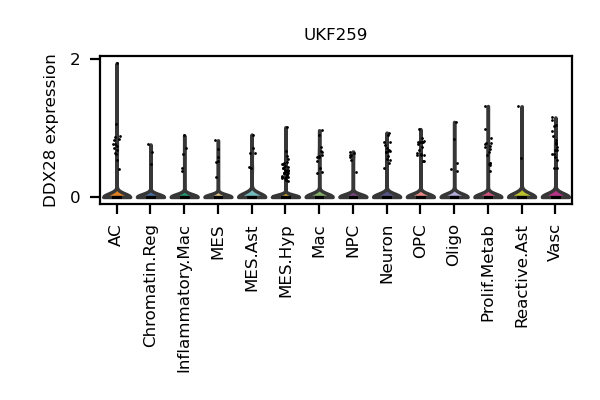 UKF259
DDX28 expression
2
0
AC
Chromatin.Reg
Inflammatory.Mac
MES
MES.Ast
MES.Hyp
Mac
NPC
Neuron
OPC
Oligo
Prolif.Metab
Reactive.Ast
Vasc